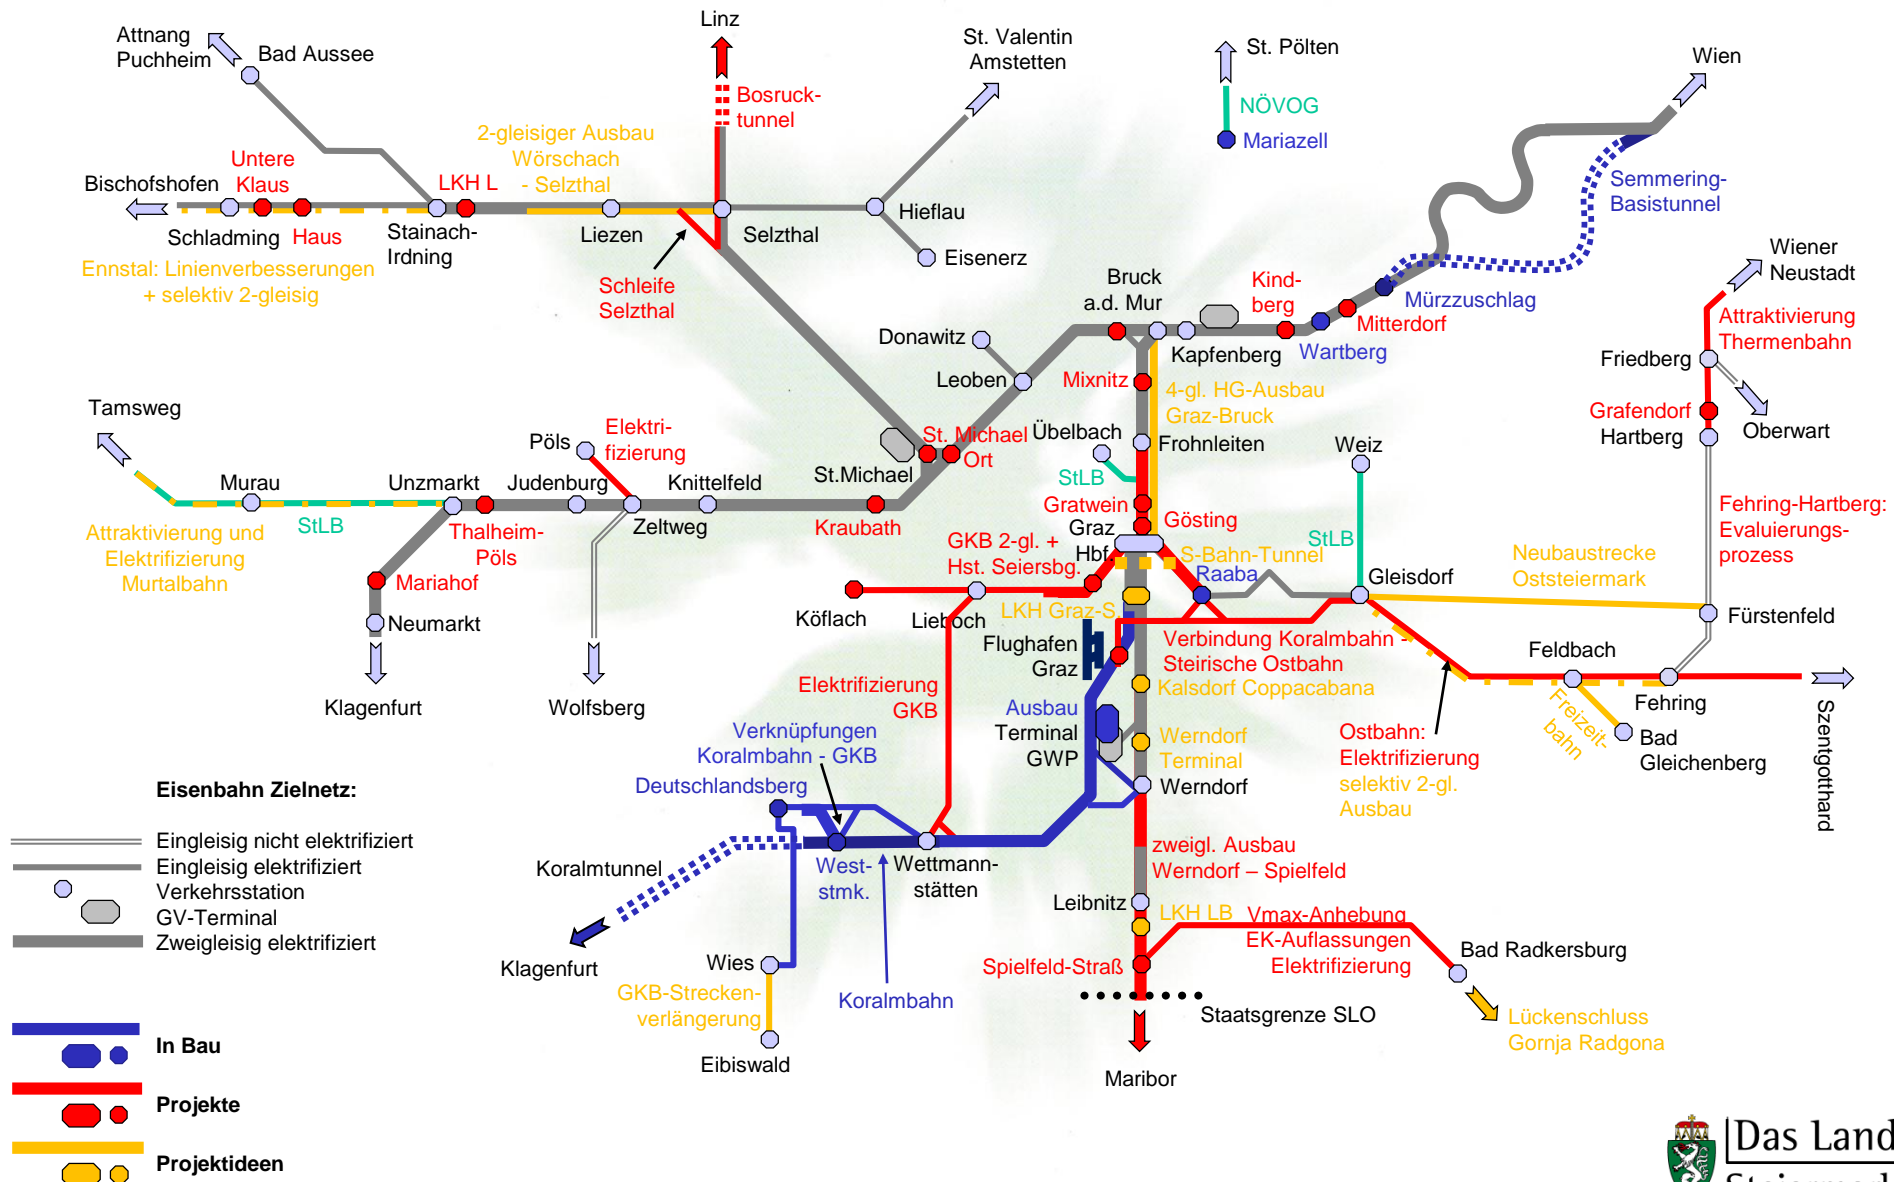 Attnang
Puchheim
Bad Aussee
Linz
Bosruck-
tunnel
St. Valentin
Amstetten
St. Pölten
NÖVOG
Mariazell
Wien
2-gleisiger Ausbau
Wörschach
- Selzthal
Untere
Klaus
LKH L
Bischofshofen
Schladming
Haus
Stainach-
Irdning
Liezen
Selzthal
Hieflau
Eisenerz
Ennstal: Linienverbesserungen
+ selektiv 2-gleisig
Schleife
Selzthal
Semmering-
Basistunnel
Wiener
Neustadt
Bruck
a.d. Mur
Kind-
berg
Mürzzuschlag
Mitterdorf
Wartberg
Kapfenberg
Attraktivierung
Thermenbahn
Friedberg
Donawitz
Leoben
Mixnitz
4-gl. HG-Ausbau
Graz-Bruck
Grafendorf
Hartberg
Oberwart
Tamsweg
Elektri-
fizierung
Pöls
St. Michael
Ort
St.Michael
Übelbach
Frohnleiten
Weiz
StLB
Murau
Unzmarkt
Judenburg
Knittelfeld
Zeltweg
Kraubath
StLB
Thalheim-
Pöls
Attraktivierung und
Elektrifizierung
Murtalbahn
Gratwein
Graz
Hbf
Gösting
StLB
Fehring-Hartberg:
Evaluierungs-
prozess
GKB 2-gl. +
Hst. Seiersbg.
S-Bahn-Tunnel
Raaba
Gleisdorf
Neubaustrecke
Oststeiermark
Mariahof
Neumarkt
Köflach
Lieboch
LKH Graz-S.
Fürstenfeld
Flughafen
Graz
Verbindung Koralmbahn -
Steirische Ostbahn
Feldbach
Kalsdorf Coppacabana
Klagenfurt
Wolfsberg
Elektrifizierung
GKB
Ausbau
Terminal
GWP
Werndorf
Terminal
Werndorf
Fehring
Freizeit-
bahn
Bad
Gleichenberg
Szentgotthard
Ostbahn:
Elektrifizierung
selektiv 2-gl.
Ausbau
Verknüpfungen
Koralmbahn - GKB
Deutschlandsberg
Koralmtunnel
West-
stmk.
Wettmann-
stätten
zweigl. Ausbau
Werndorf – Spielfeld
Leibnitz
LKH LB
Vmax-Anhebung
EK-Auflassungen
Elektrifizierung
Bad Radkersburg
Klagenfurt
Wies
Koralmbahn
Spielfeld-Straß
Staatsgrenze SLO
Lückenschluss
Gornja Radgona
GKB-Strecken-
verlängerung
Eibiswald
Maribor
Eisenbahn Zielnetz:
Eingleisig nicht elektrifiziert
Eingleisig elektrifiziert
Verkehrsstation
GV-Terminal
Zweigleisig elektrifiziert
In Bau
Projekte
Projektideen
Das Land